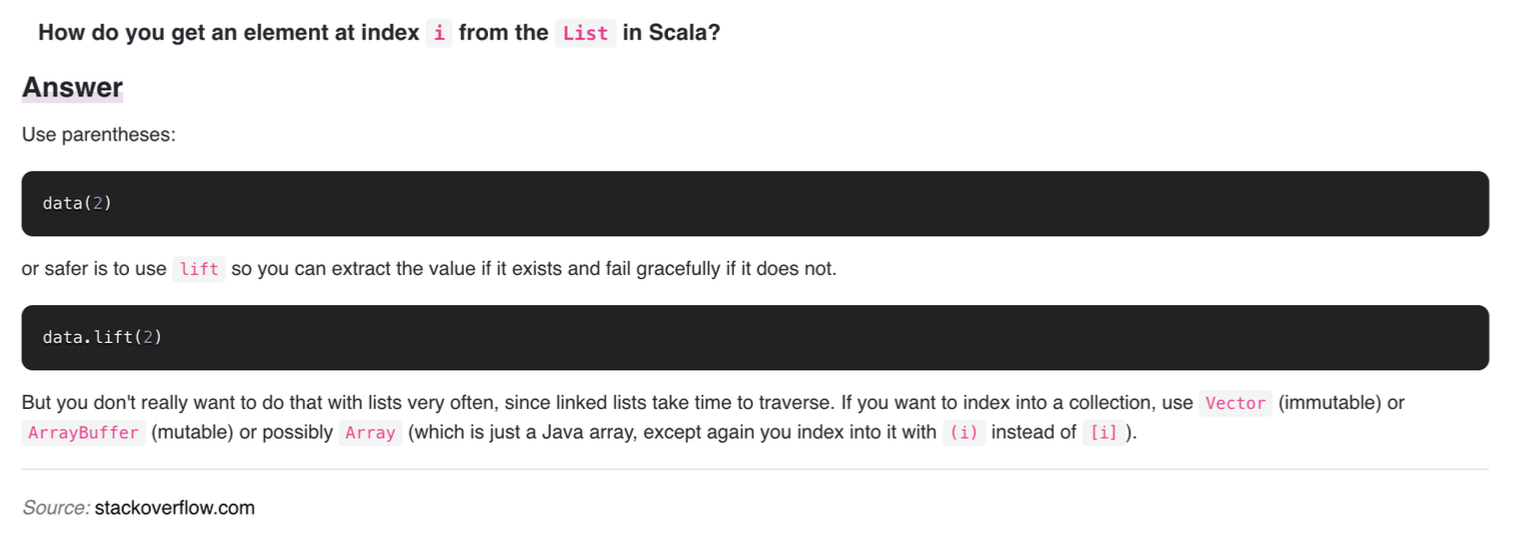 How do you get an element at index i from the List in Scala?
Answer
Use parentheses:
data(2)
or safer is to use lift so you can extract the value if it exists and fail gracefully if it does not.
data.lift(2)
But you don't really want to do that with lists very often, since linked lists take time to traverse. If you want to index into a collection, use Vector (immutable) or
ArrayBuffer (mutable) or possibly Array (which is just a Java array, except again you index into it with (i) instead of [i] ).
Source: stackoverflow.com